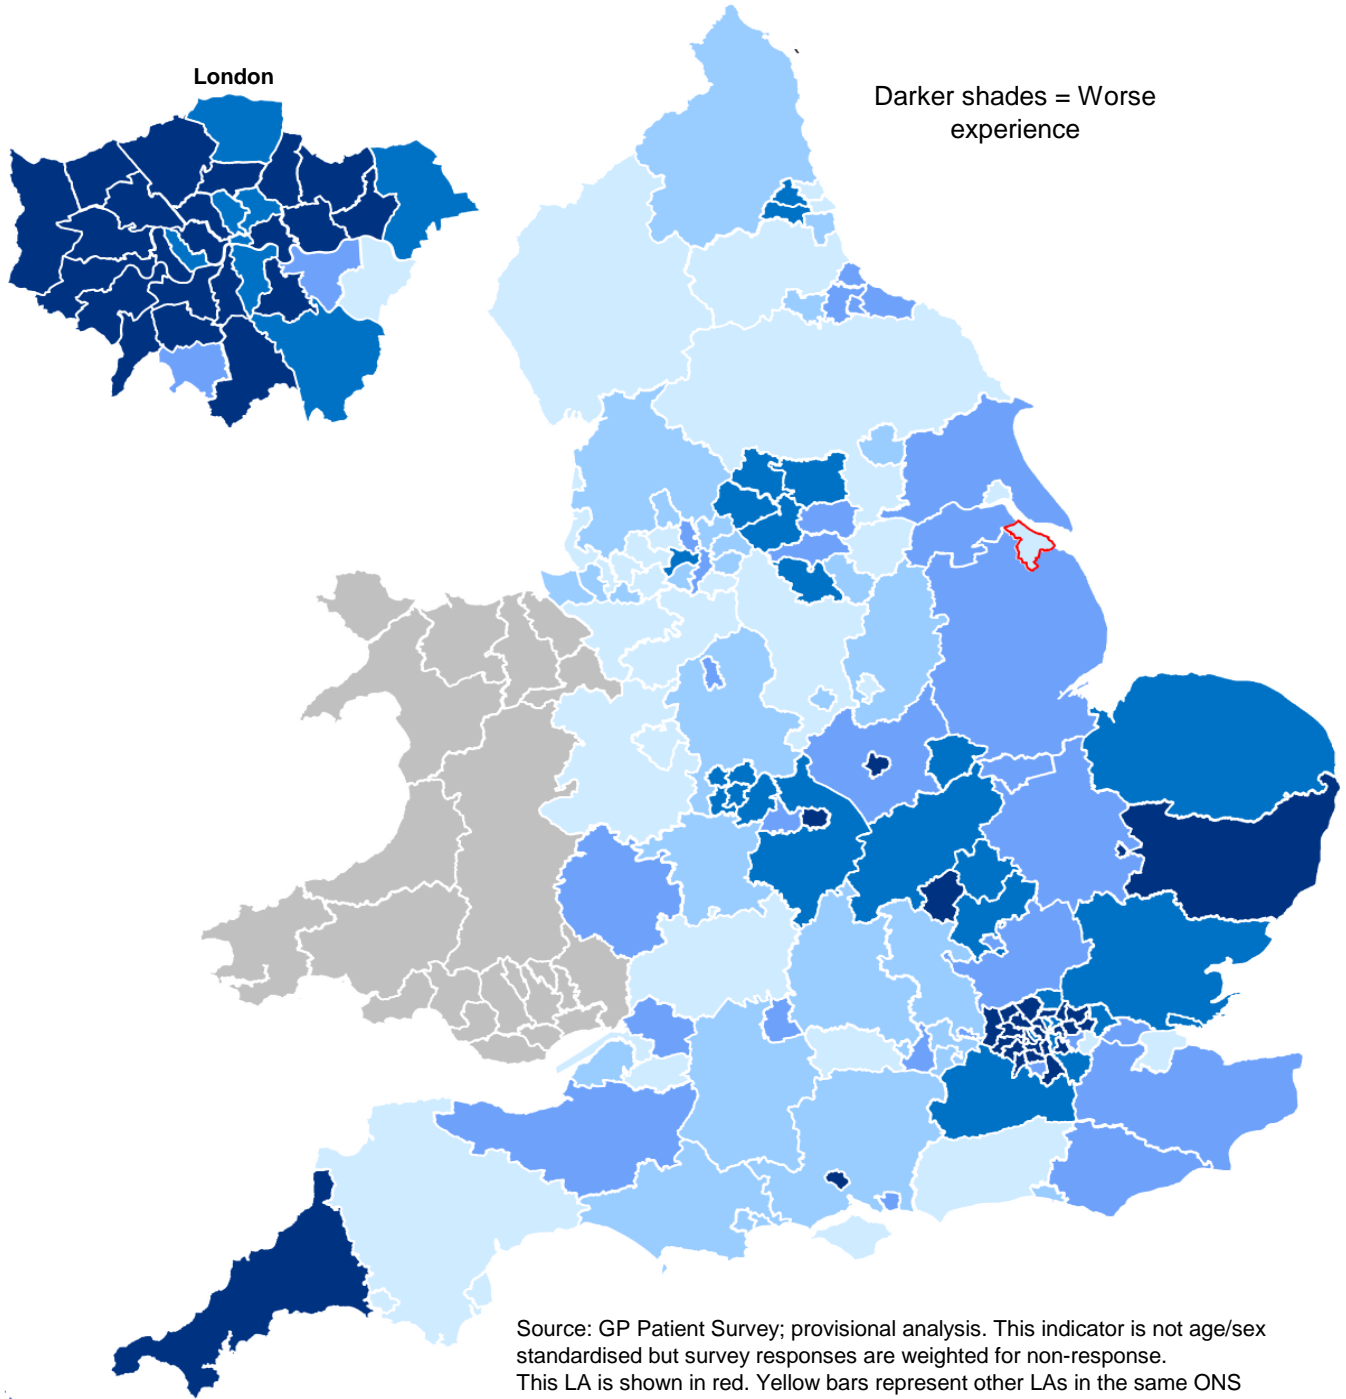 London
Darker shades = Worse
experience
Source: GP Patient Survey; provisional analysis. This indicator is not age/sex
standardised but survey responses are weighted for non-response.
This LA is shown in red. Yellow bars represent other LAs in the same ONS